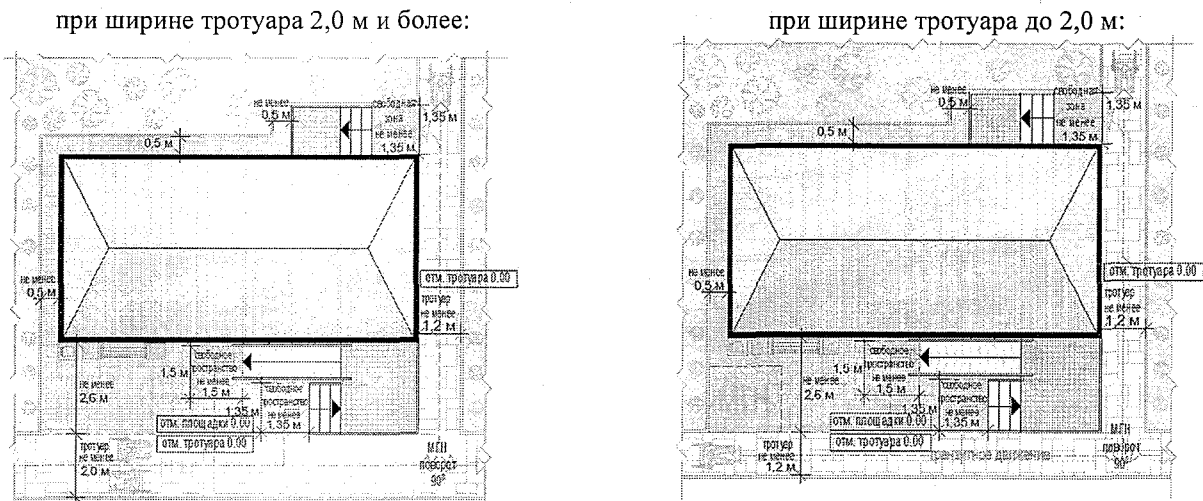 при ширине тротуара 2,0 м и более:
не менее
0,5 м
свободная
зона
не менее
1,35 м
1,35 м
0,5 м
не менее
0,5 м
отм. тротуара 0.00
тротуар
не менее
1,2 м
свободное
пространство
не менее
1,5 м
1,5 м
не менее
2,6 м
свободное
пространство
не менее
1,35 м
1,35 м
отм. площадки 0.00
отм. тротуара 0.00
тротуар
не менее
2,0 м
МГН
поворот
90°
при ширине тротуара до 2,0 м:
не менее
0,5 м
свободная
зона
не менее
1,35 м
1,35 м
0,5 м
не менее
0,5 м
отм. тротуара 0.00
тротуар
не менее
1,2 м
свободное
пространство
не менее
1,5 м
1,5 м
не менее
2,6 м
свободное
пространство
не менее
1,35 м
1,35 м
отм. площадки 0.00
отм. тротуара 0.00
тротуар
не менее
1,2 м
транзитное движение
МГН
поворот
90°